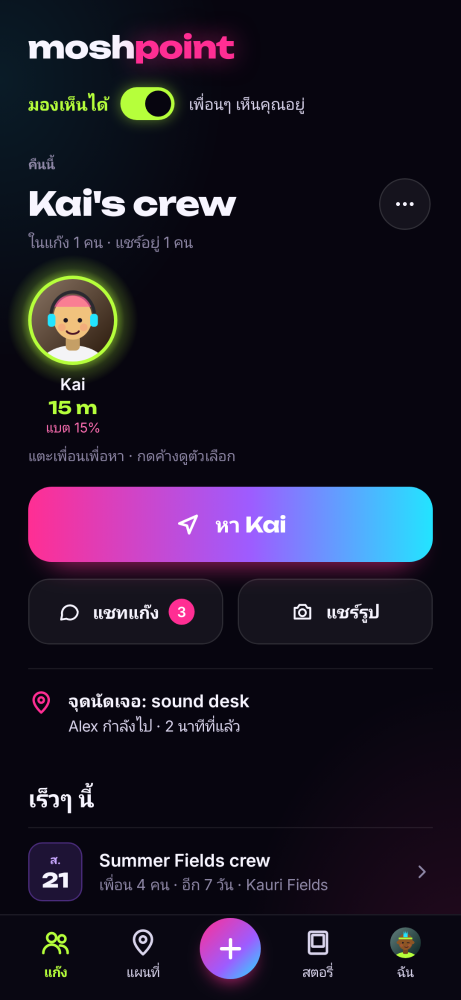 moshpoint
มองเห็นได้ เพื่อนๆ เห็นคุณอยู่
คืนนี้
Kai's crew
ในแก๊ง 1 คน · แชร์อยู่ 1 คน
Kai
15 m
แบต 15%
แตะเพื่อนเพื่อหา · กดค้างดูตัวเลือก
หา Kai
แชทแก๊ง 3 แชร์รูป
จุดนัดเจอ: sound desk
Alex กำลังไป · 2 นาทีที่แล้ว
เร็วๆ นี้
ส.
21
Summer Fields crew
เพื่อน 4 คน · อีก 7 วัน · Kauri Fields
แก๊ง แผนที่ สตอรี่ ฉัน